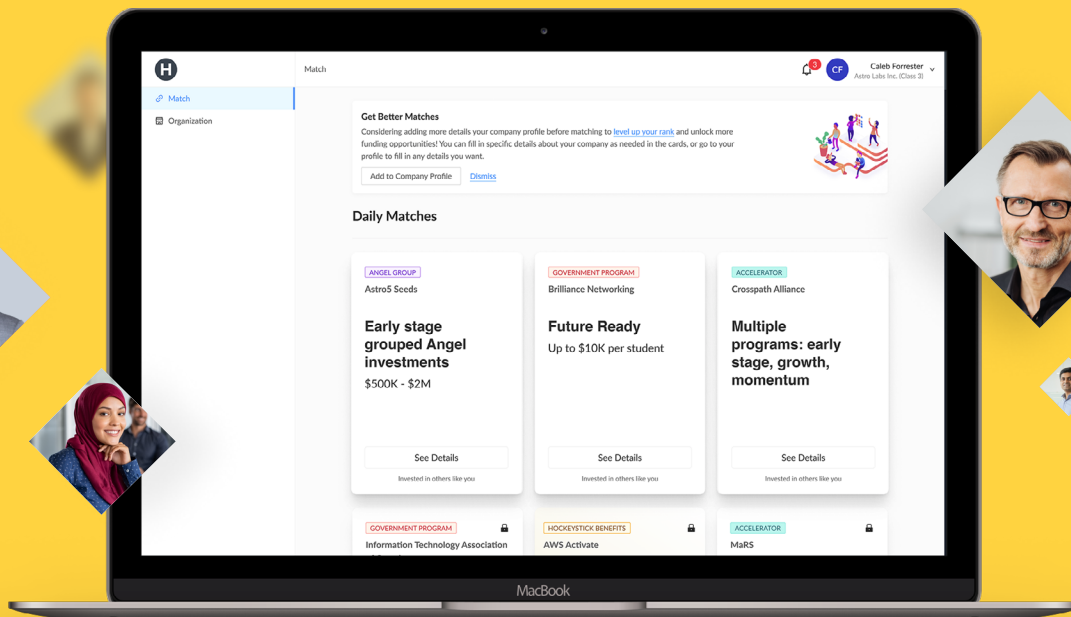 H
Match
3
CF
Caleb Forrester
Astro Labs Inc. (Class 3)
Match
Organization
Get Better Matches
Considering adding more details your company profile before matching to level up your rank and unlock more
funding opportunities! You can fill in specific details about your company as needed in the cards, or go to your
profile to fill in any details you want.
Add to Company Profile
Dismiss
Daily Matches
ANGEL GROUP
Astro5 Seeds
Early stage
grouped Angel
investments
$500K - $2M
See Details
Invested in others like you
GOVERNMENT PROGRAM
Brilliance Networking
Future Ready
Up to $10K per student
See Details
Invested in others like you
ACCELERATOR
Crosspath Alliance
Multiple
programs: early
stage, growth,
momentum
See Details
Invested in others like you
GOVERNMENT PROGRAM
Information Technology Association
HOCKEYSTICK BENEFITS
AWS Activate
ACCELERATOR
MaRS
MacBook